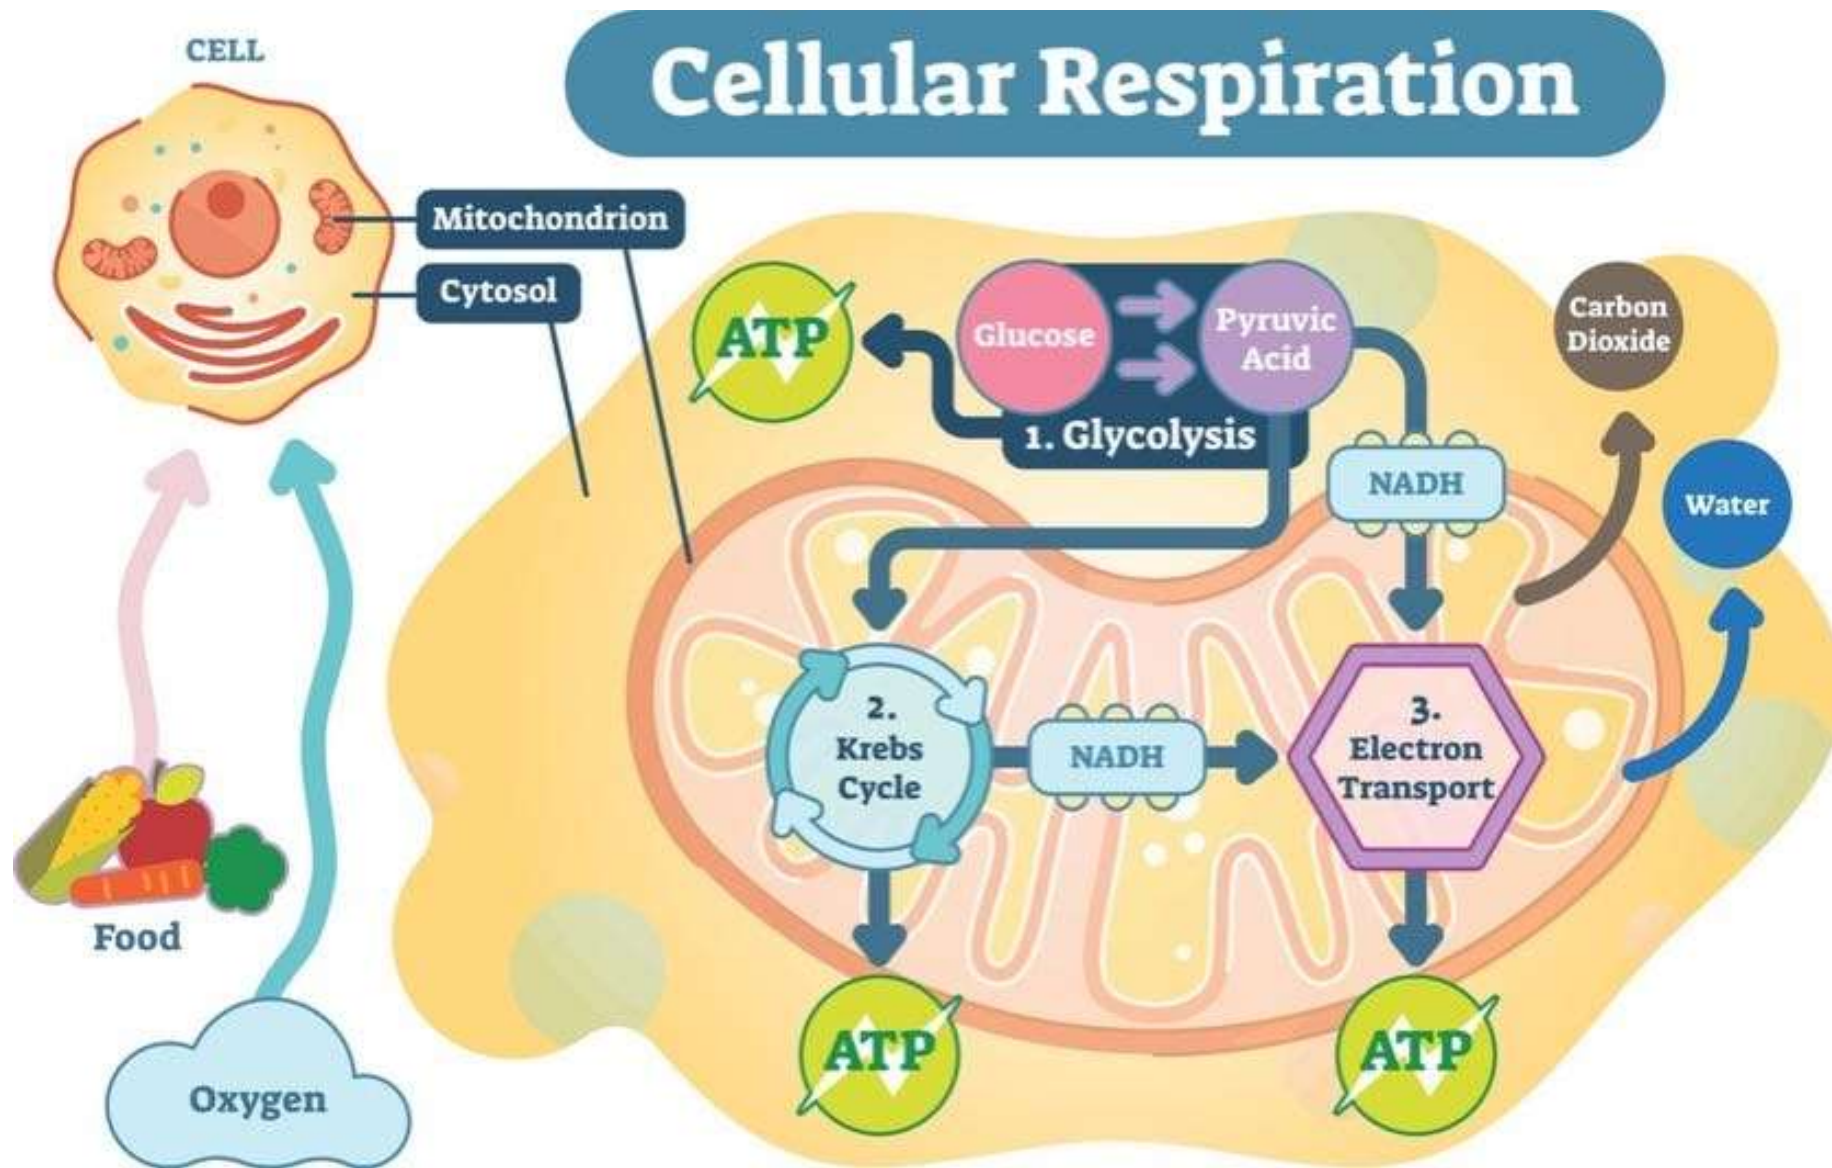 CELL
Cellular Respiration
Mitochondrion
Cytosol
ATP
Glucose
Pyruvic
Acid
1. Glycolysis
Carbon
Dioxide
NADH
Water
2.
Krebs
Cycle
NADH
3.
Electron
Transport
Food
Oxygen
ATP
ATP